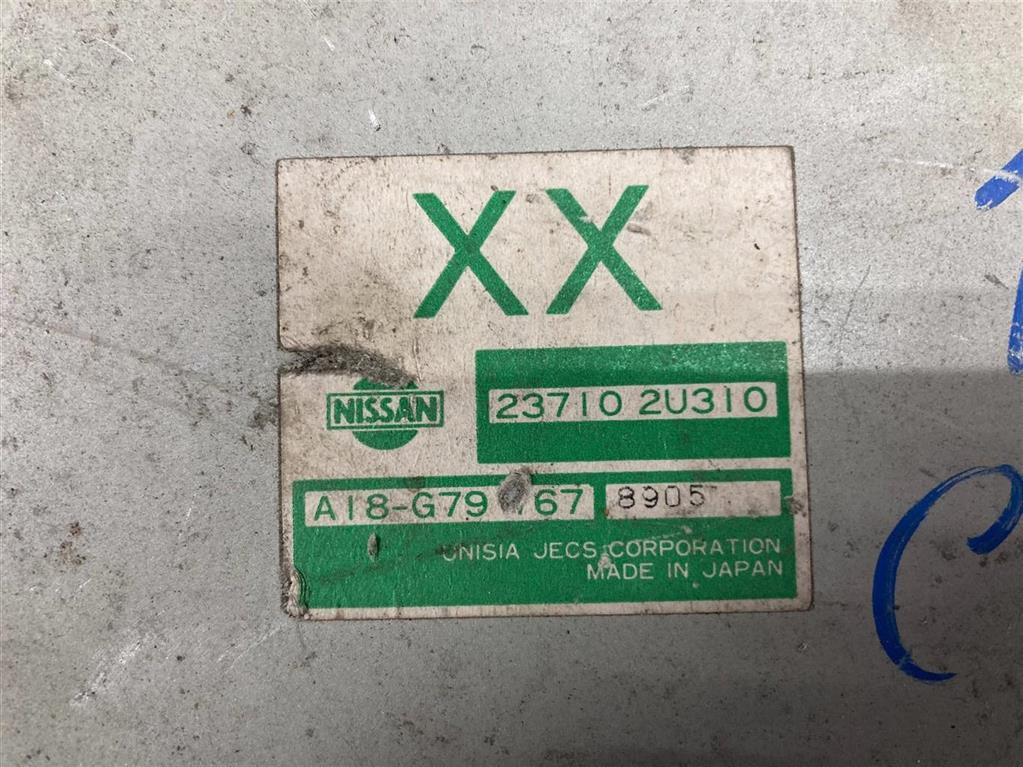 XX
NISSAN
23710 2U310
8905
UNISIA JECS CORPORATION
MADE IN JAPAN